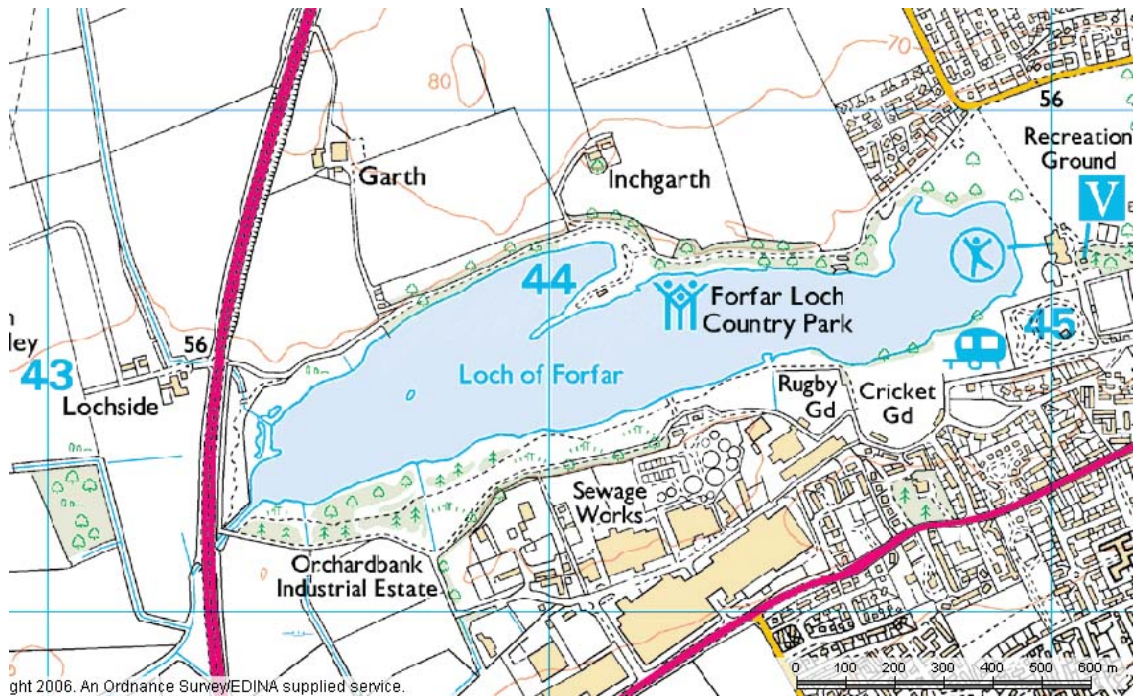 70
80
56
Recreation
Ground
V
Garth
Inchgarth
44
Forfar Loch
Country Park
45
56
ley
43
Lochside
Loch of Forfar
Rugby
Gd
Cricket
Gd
Sewage
Works
Orchardbank
Industrial Estate
0 100 200 300 400 500 600 m
ght 2006. An Ordnance Survey/EDINA supplied service.